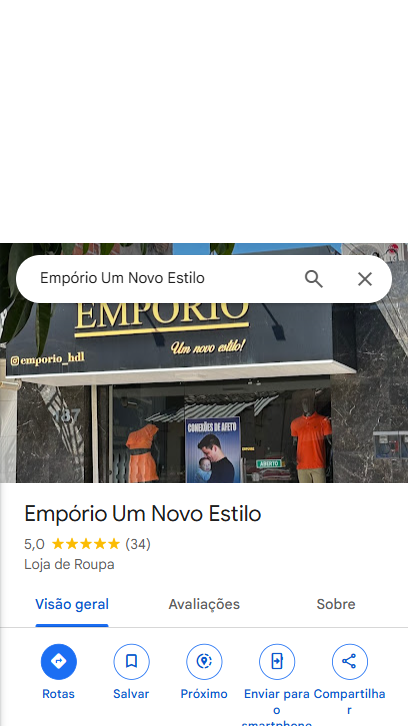 Empório Um Novo Estilo
EMPÓRIO
Um novo estilo!
emporio_hdl
87
CONEXÕES DE AFETO
ABERTO
Empório Um Novo Estilo
5,0 (34)
Loja de Roupa
Visão geral Avaliações Sobre
Rotas Salvar Próximo Enviar para o smartphone Compartilhar